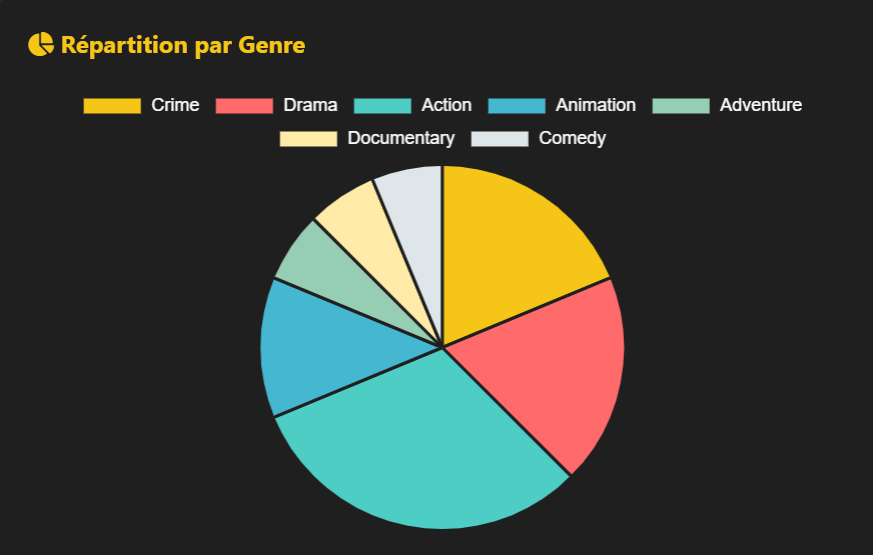 Répartition par Genre
Crime Drama Action Animation Adventure
Documentary Comedy